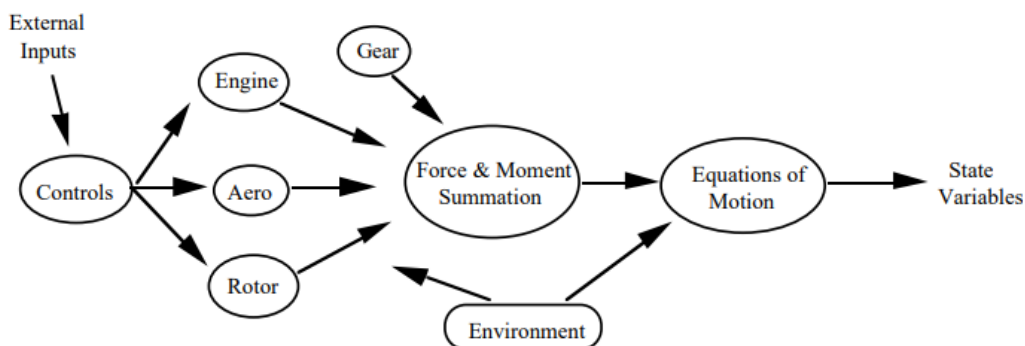 External
Inputs
Gear
Engine
Controls
Aero
Force & Moment
Summation
Equations of
Motion
State
Variables
Rotor
Environment